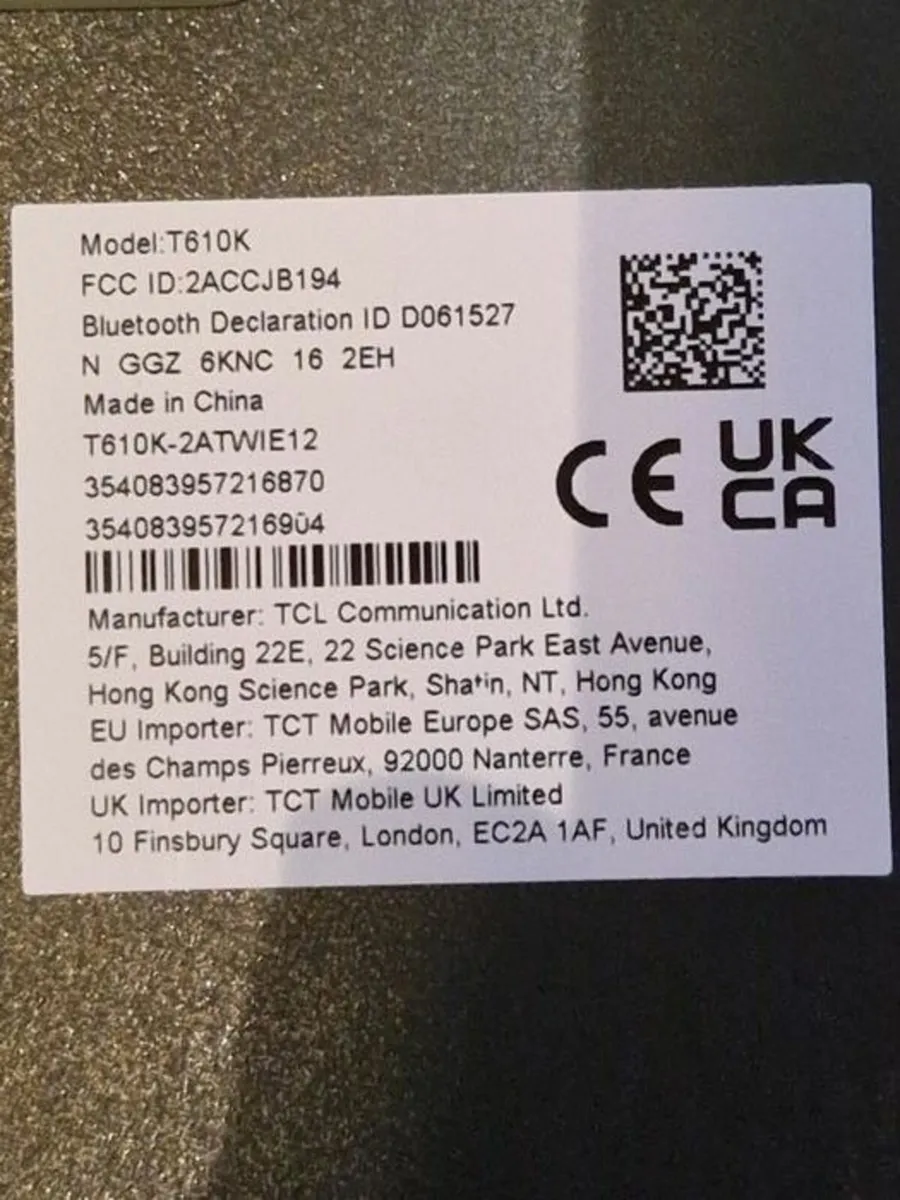 Model:T610K
FCC ID:2ACCJB194
Bluetooth Declaration ID D061527
N GGZ 6KNC 16 2EH
Made in China
T610K-2ATWIE12
354083957216870
354083957216904
CE
UK
CA
Manufacturer: TCL Communication Ltd.
5/F, Building 22E, 22 Science Park East Avenue,
Hong Kong Science Park, Shatin, NT, Hong Kong
EU Importer: TCT Mobile Europe SAS, 55, avenue
des Champs Pierreux, 92000 Nanterre, France
UK Importer: TCT Mobile UK Limited
10 Finsbury Square, London, EC2A 1AF, United Kingdom